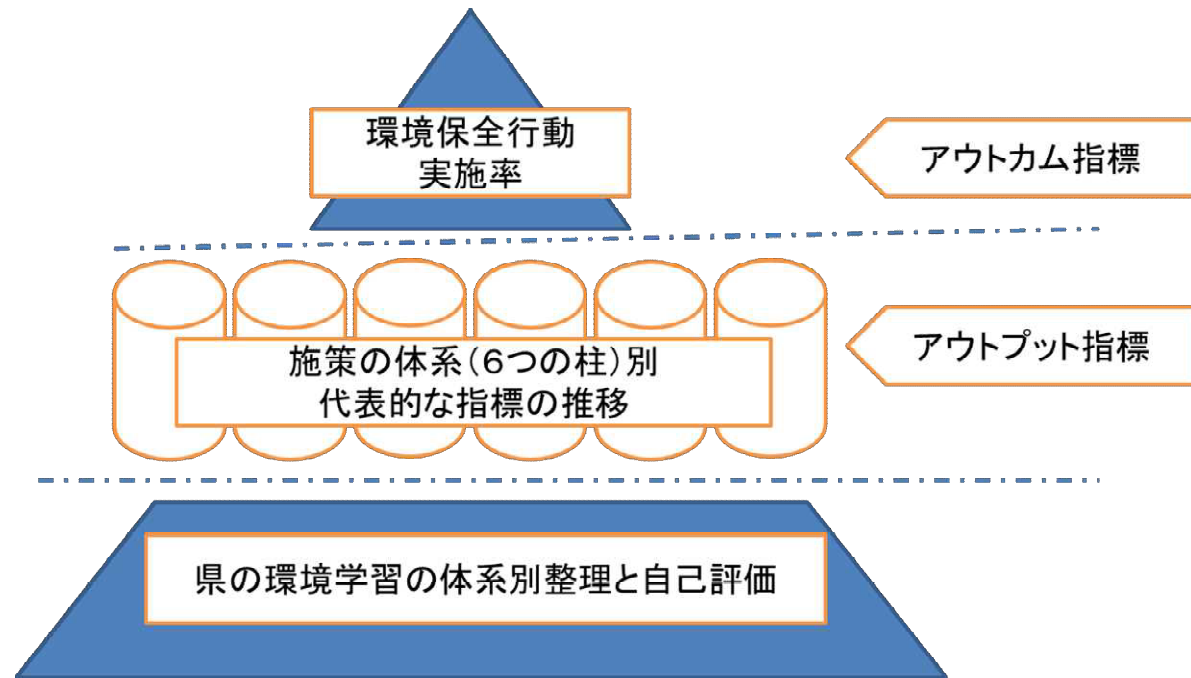 環境保全行動
実施率
アウトカム指標
施策の体系(6つの柱)別
代表的な指標の推移
アウトプット指標
県の環境学習の体系別整理と自己評価